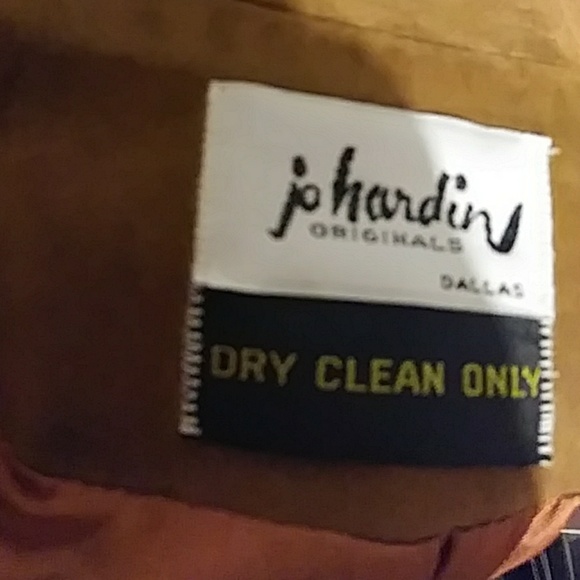 jo hardin
ORIGINALS
DALLAS
DRY CLEAN ONLY